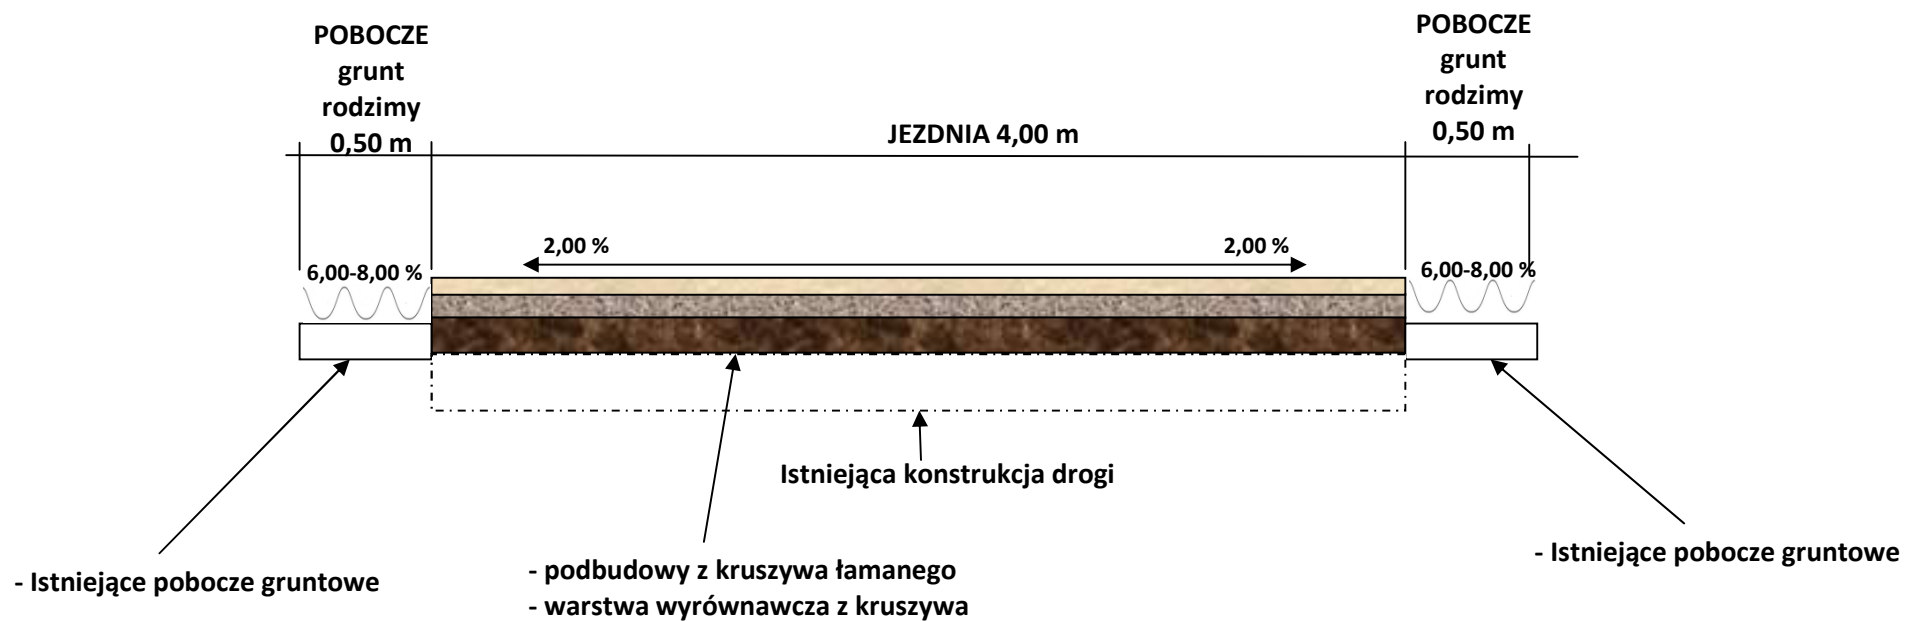 POBOCZE
grunt
rodzimy
0,50 m
JEZDNIA 4,00 m
POBOCZE
grunt
rodzimy
0,50 m
2,00 %
2,00 %
6,00-8,00 %
6,00-8,00 %
Istniejąca konstrukcja drogi
- Istniejące pobocze gruntowe
- podbudowy z kruszywa łamanego
- warstwa wyrównawcza z kruszywa
- Istniejące pobocze gruntowe